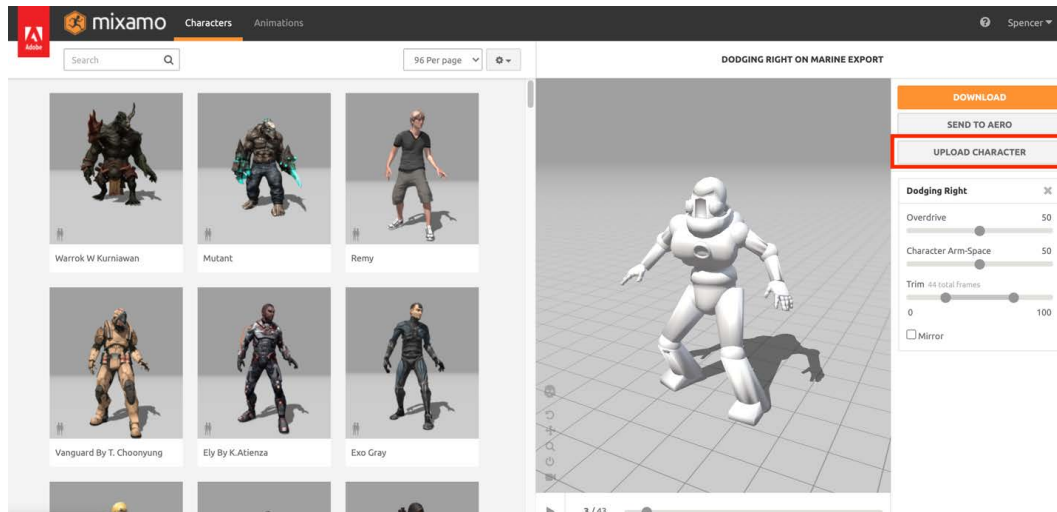 Adobe
mixamo
Characters
Animations
Spencer
Search
96 Per page
DODGING RIGHT ON MARINE EXPORT
Warrok W Kurniawan
Mutant
Remy
Vanguard By T. Choonyung
Ely By K.Atienza
Exo Gray
3 / 43
DOWNLOAD
SEND TO AERO
UPLOAD CHARACTER
Dodging Right
Overdrive 50
Character Arm-Space 50
Trim 44 total frames
0 100
Mirror